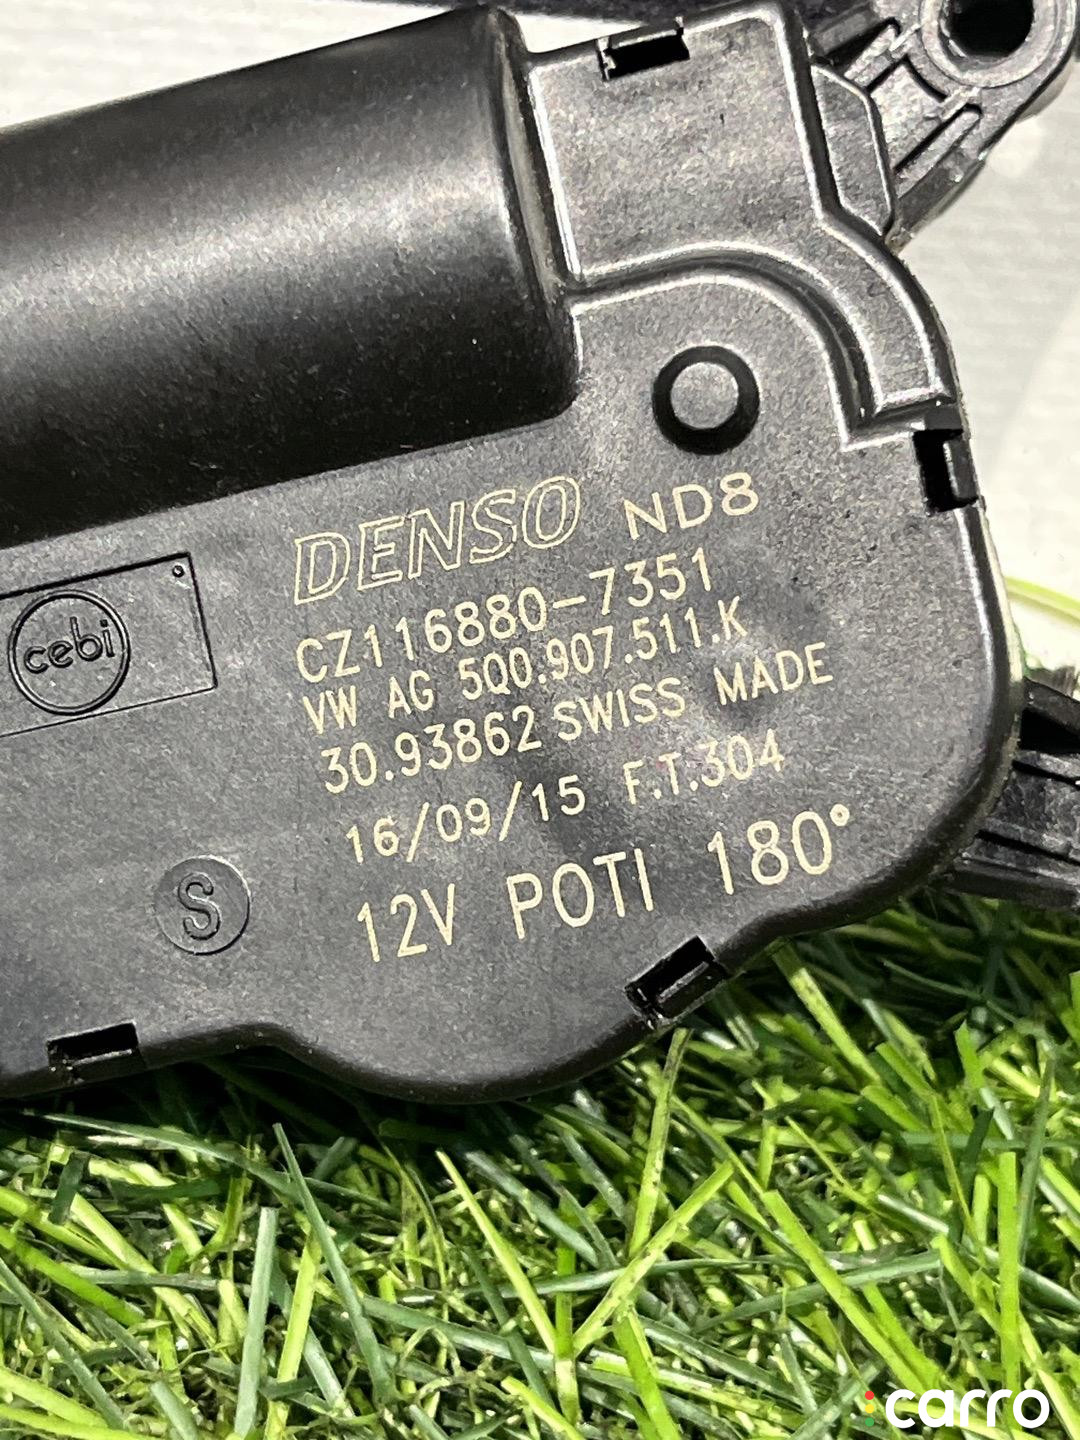 DENSO ND8
CZ116880-7351
VW AG 5Q0.907.511.K
30.93862 SWISS MADE
16/09/15 F.T.304
12V POTI 180°
cebi
S
carro